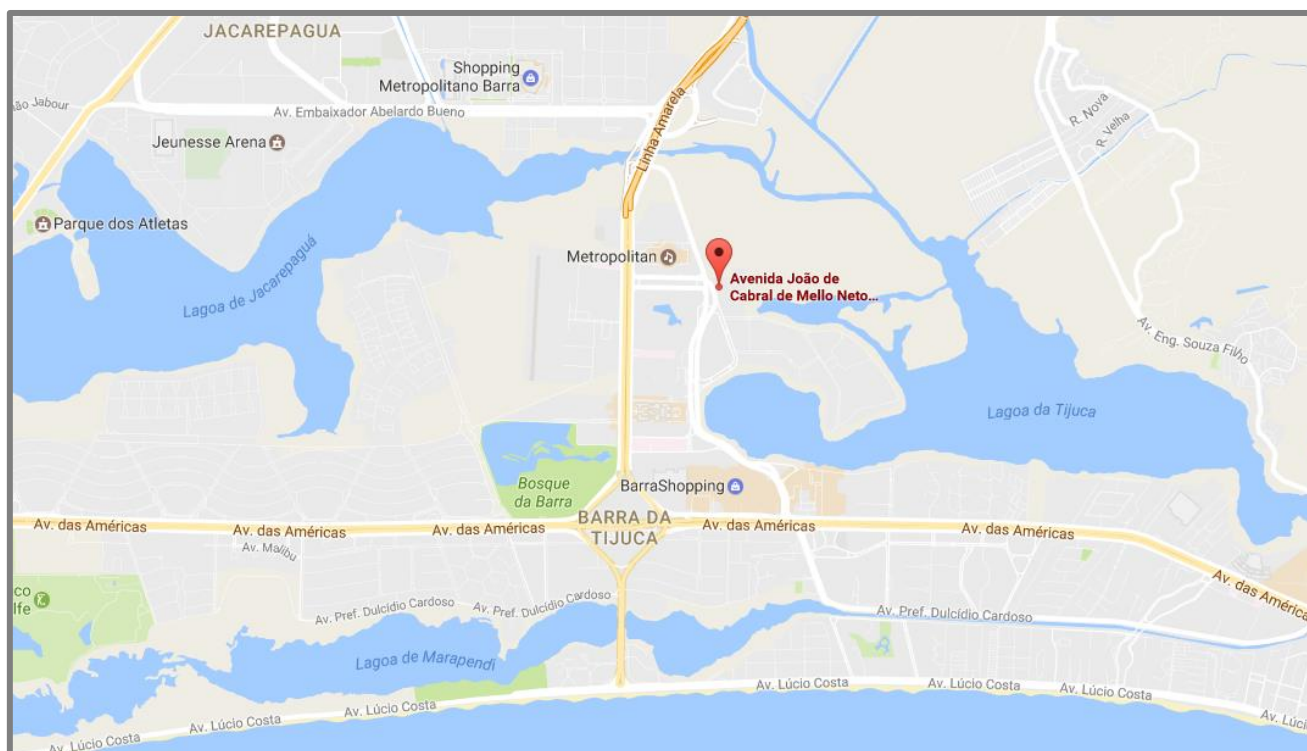 JACAREPAGUA
Shopping
Metropolitano Barra
Linha Amarela
R. Nova
R. Velha
Jabour
Av. Embaixador Abelardo Bueno
Jeunesse Arena
Parque dos Atletas
Lagoa de Jacarepaguá
Metropolitan
Avenida João de
Cabral de Mello Neto...
Av. Eng. Souza Filho
Lagoa da Tijuca
Bosque
da Barra
BarraShopping
BARRA DA
TIJUCA
Av. das Américas
Av. das Américas
Av. das Américas
Av. das Américas
Av. das Américas
Av. das América
Av. Malibu
Av. Pref. Dulcídio Cardoso
Av. Pref. Dulcídio Cardoso
Av. Pref. Dulcídio Cardoso
Lagoa de Marapendi
Av. Lúcio Costa
Av. Lúcio Costa
Av. Lúcio Costa
Av. Lúcio Costa
Av. Lúcio Costa
Av. Lúcio Costa
Av. Lúcio